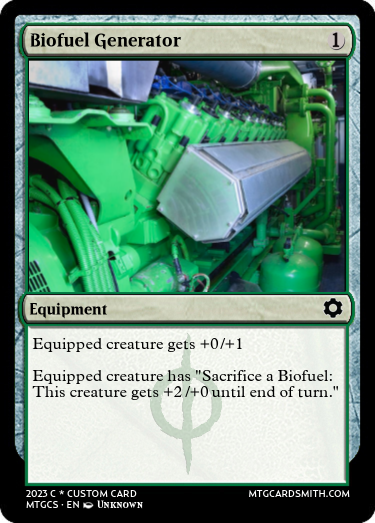 Biofuel Generator 1
Equipment
Equipped creature gets +0/+1
Equipped creature has "Sacrifice a Biofuel:
This creature gets +2 /+0 until end of turn."
2023 C * CUSTOM CARD
MTGCARDSMITH.COM
MTGCS · EN UNKNOWN